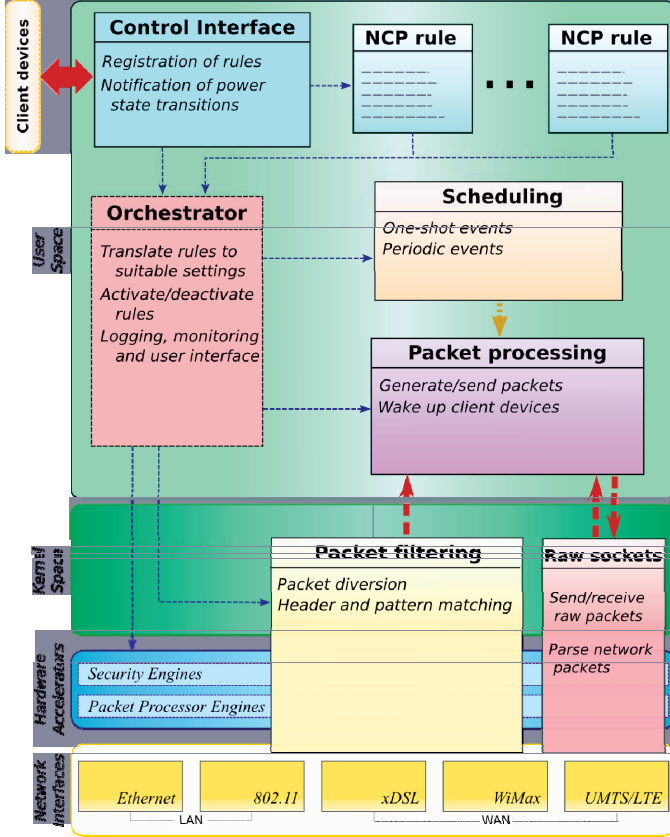 Client devices
Control Interface
Registration of rules
Notification of power
state transitions
NCP rule
NCP rule
Orchestrator
Translate rules to
suitable settings
Activate/deactivate
rules
Logging, monitoring
and user interface
Scheduling
One-shot events
Periodic events
Packet processing
Generate/send packets
Wake up client devices
User
Space
Kernel
Space
Packet filtering
Packet diversion
Header and pattern matching
Raw sockets
Send/receive
raw packets
Parse network
packets
Hardware
Accelerators
Security Engines
Packet Processor Engines
Network
Interfaces
Ethernet
802.11
xDSL
WiMax
UMTS/LTE
LAN
WAN